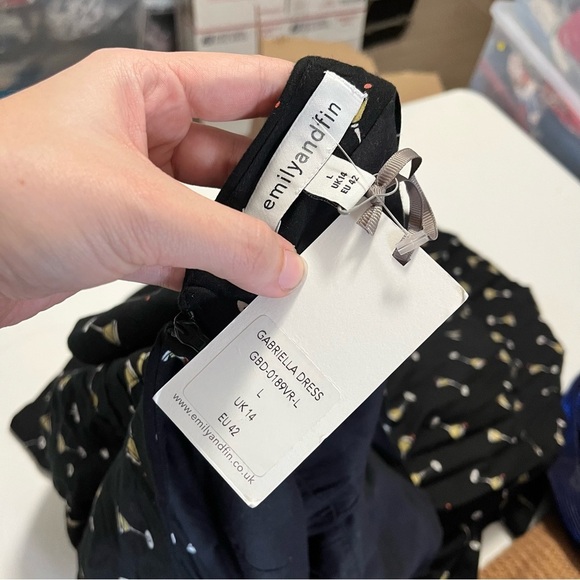 emilyandfin
L
UK14
EU 42
GABRIELLA DRESS
GBD-0189VR-L
L
UK 14
EU 42
www.emilyandfin.co.uk